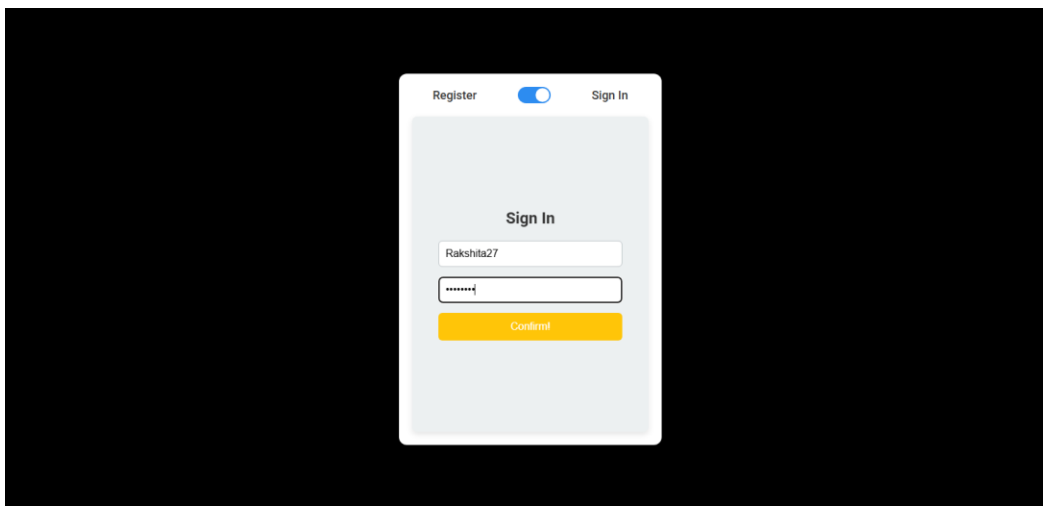 Register Sign In
Sign In
Rakshita27
••••••••
Confirm!